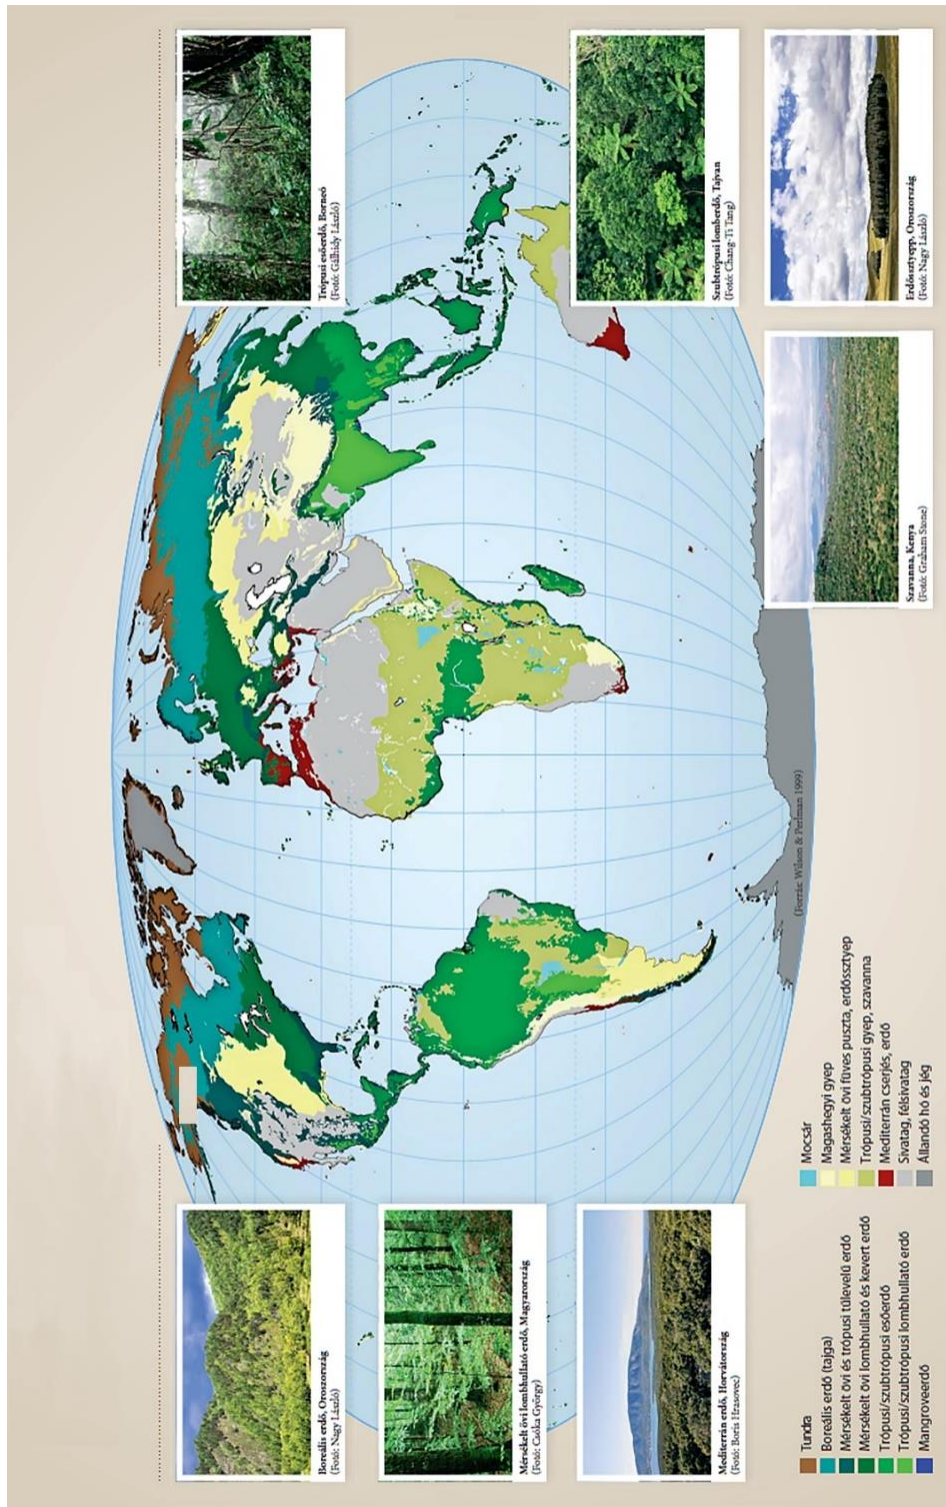 Trópusi esőerdő, Borneó
(Fotó: Gálhidy László)
Szubtrópusi lomberdő, Tajvan
(Fotó: Chang-Ti Tang)
Erdőssztyepp, Oroszország
(Fotó: Nagy László)
Szavanna, Kenya
(Fotó: Graham Stone)
Boreális erdő, Oroszország
(Fotó: Nagy László)
Mérsékelt övi lombhullató erdő, Magyarország
(Fotó: Csóka György)
Mediterrán erdő, Horvátország
(Fotó: Boris Hrasovec)
(Forrás: Wilson & Perlman 1999)
Tundra
Boreális erdő (tajga)
Mérsékelt övi és trópusi tűlevelű erdő
Mérsékelt övi lombhullató és kevert erdő
Trópusi/szubtrópusi esőerdő
Trópusi/szubtrópusi lombhullató erdő
Mangroveerdő
Mocsár
Magashegyi gyep
Mérsékelt övi füves puszta, erdőssztyep
Trópusi/szubtrópusi gyep, szavanna
Mediterrán cserjés, erdő
Sivatag, félsivatag
Állandó hó és jég